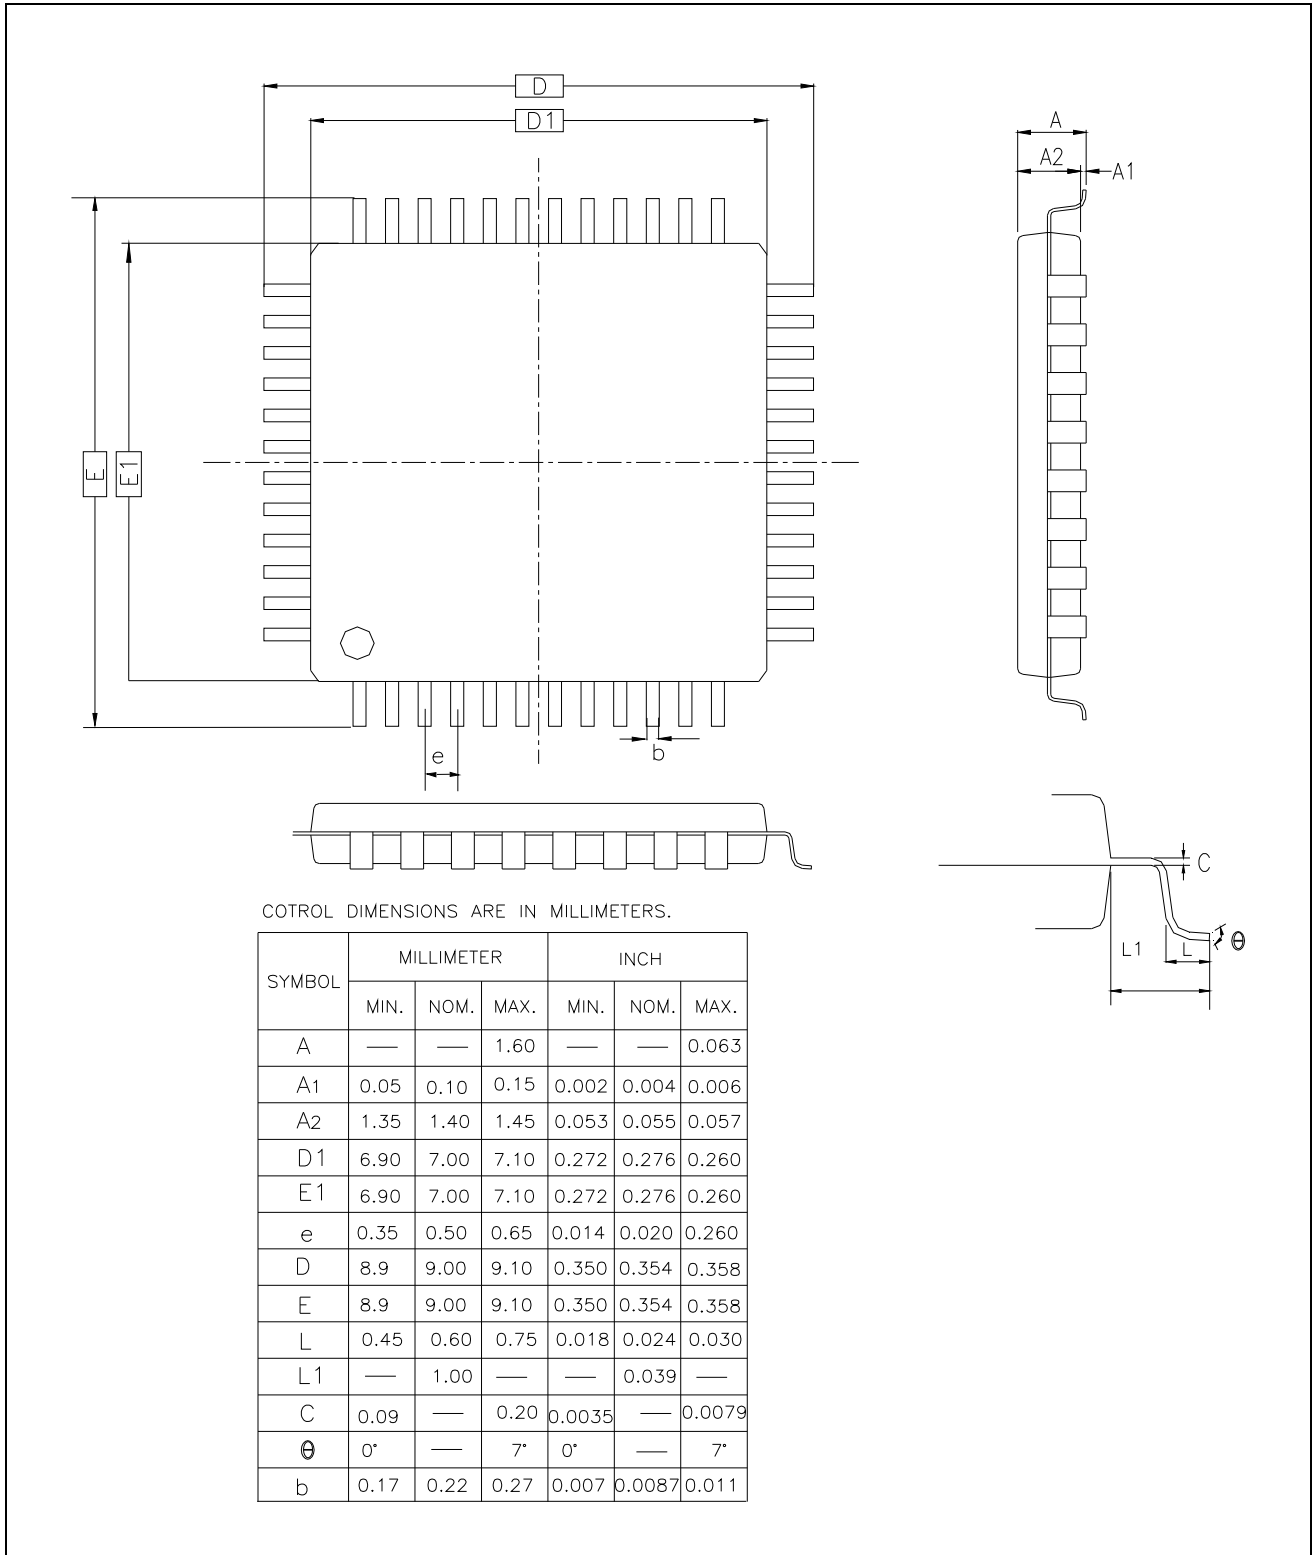 D
D1
A
A2
A1
E
E1
e
b
C
L1
L
θ
COTROL DIMENSIONS ARE IN MILLIMETERS.
SYMBOL MILLIMETER INCH
MIN. NOM. MAX. MIN. NOM. MAX.
A — — 1.60 — — 0.063
A1 0.05 0.10 0.15 0.002 0.004 0.006
A2 1.35 1.40 1.45 0.053 0.055 0.057
D1 6.90 7.00 7.10 0.272 0.276 0.260
E1 6.90 7.00 7.10 0.272 0.276 0.260
e 0.35 0.50 0.65 0.014 0.020 0.260
D 8.9 9.00 9.10 0.350 0.354 0.358
E 8.9 9.00 9.10 0.350 0.354 0.358
L 0.45 0.60 0.75 0.018 0.024 0.030
L1 — 1.00 — — 0.039 —
C 0.09 — 0.20 0.0035 — 0.0079
θ 0° — 7° 0° — 7°
b 0.17 0.22 0.27 0.007 0.0087 0.011